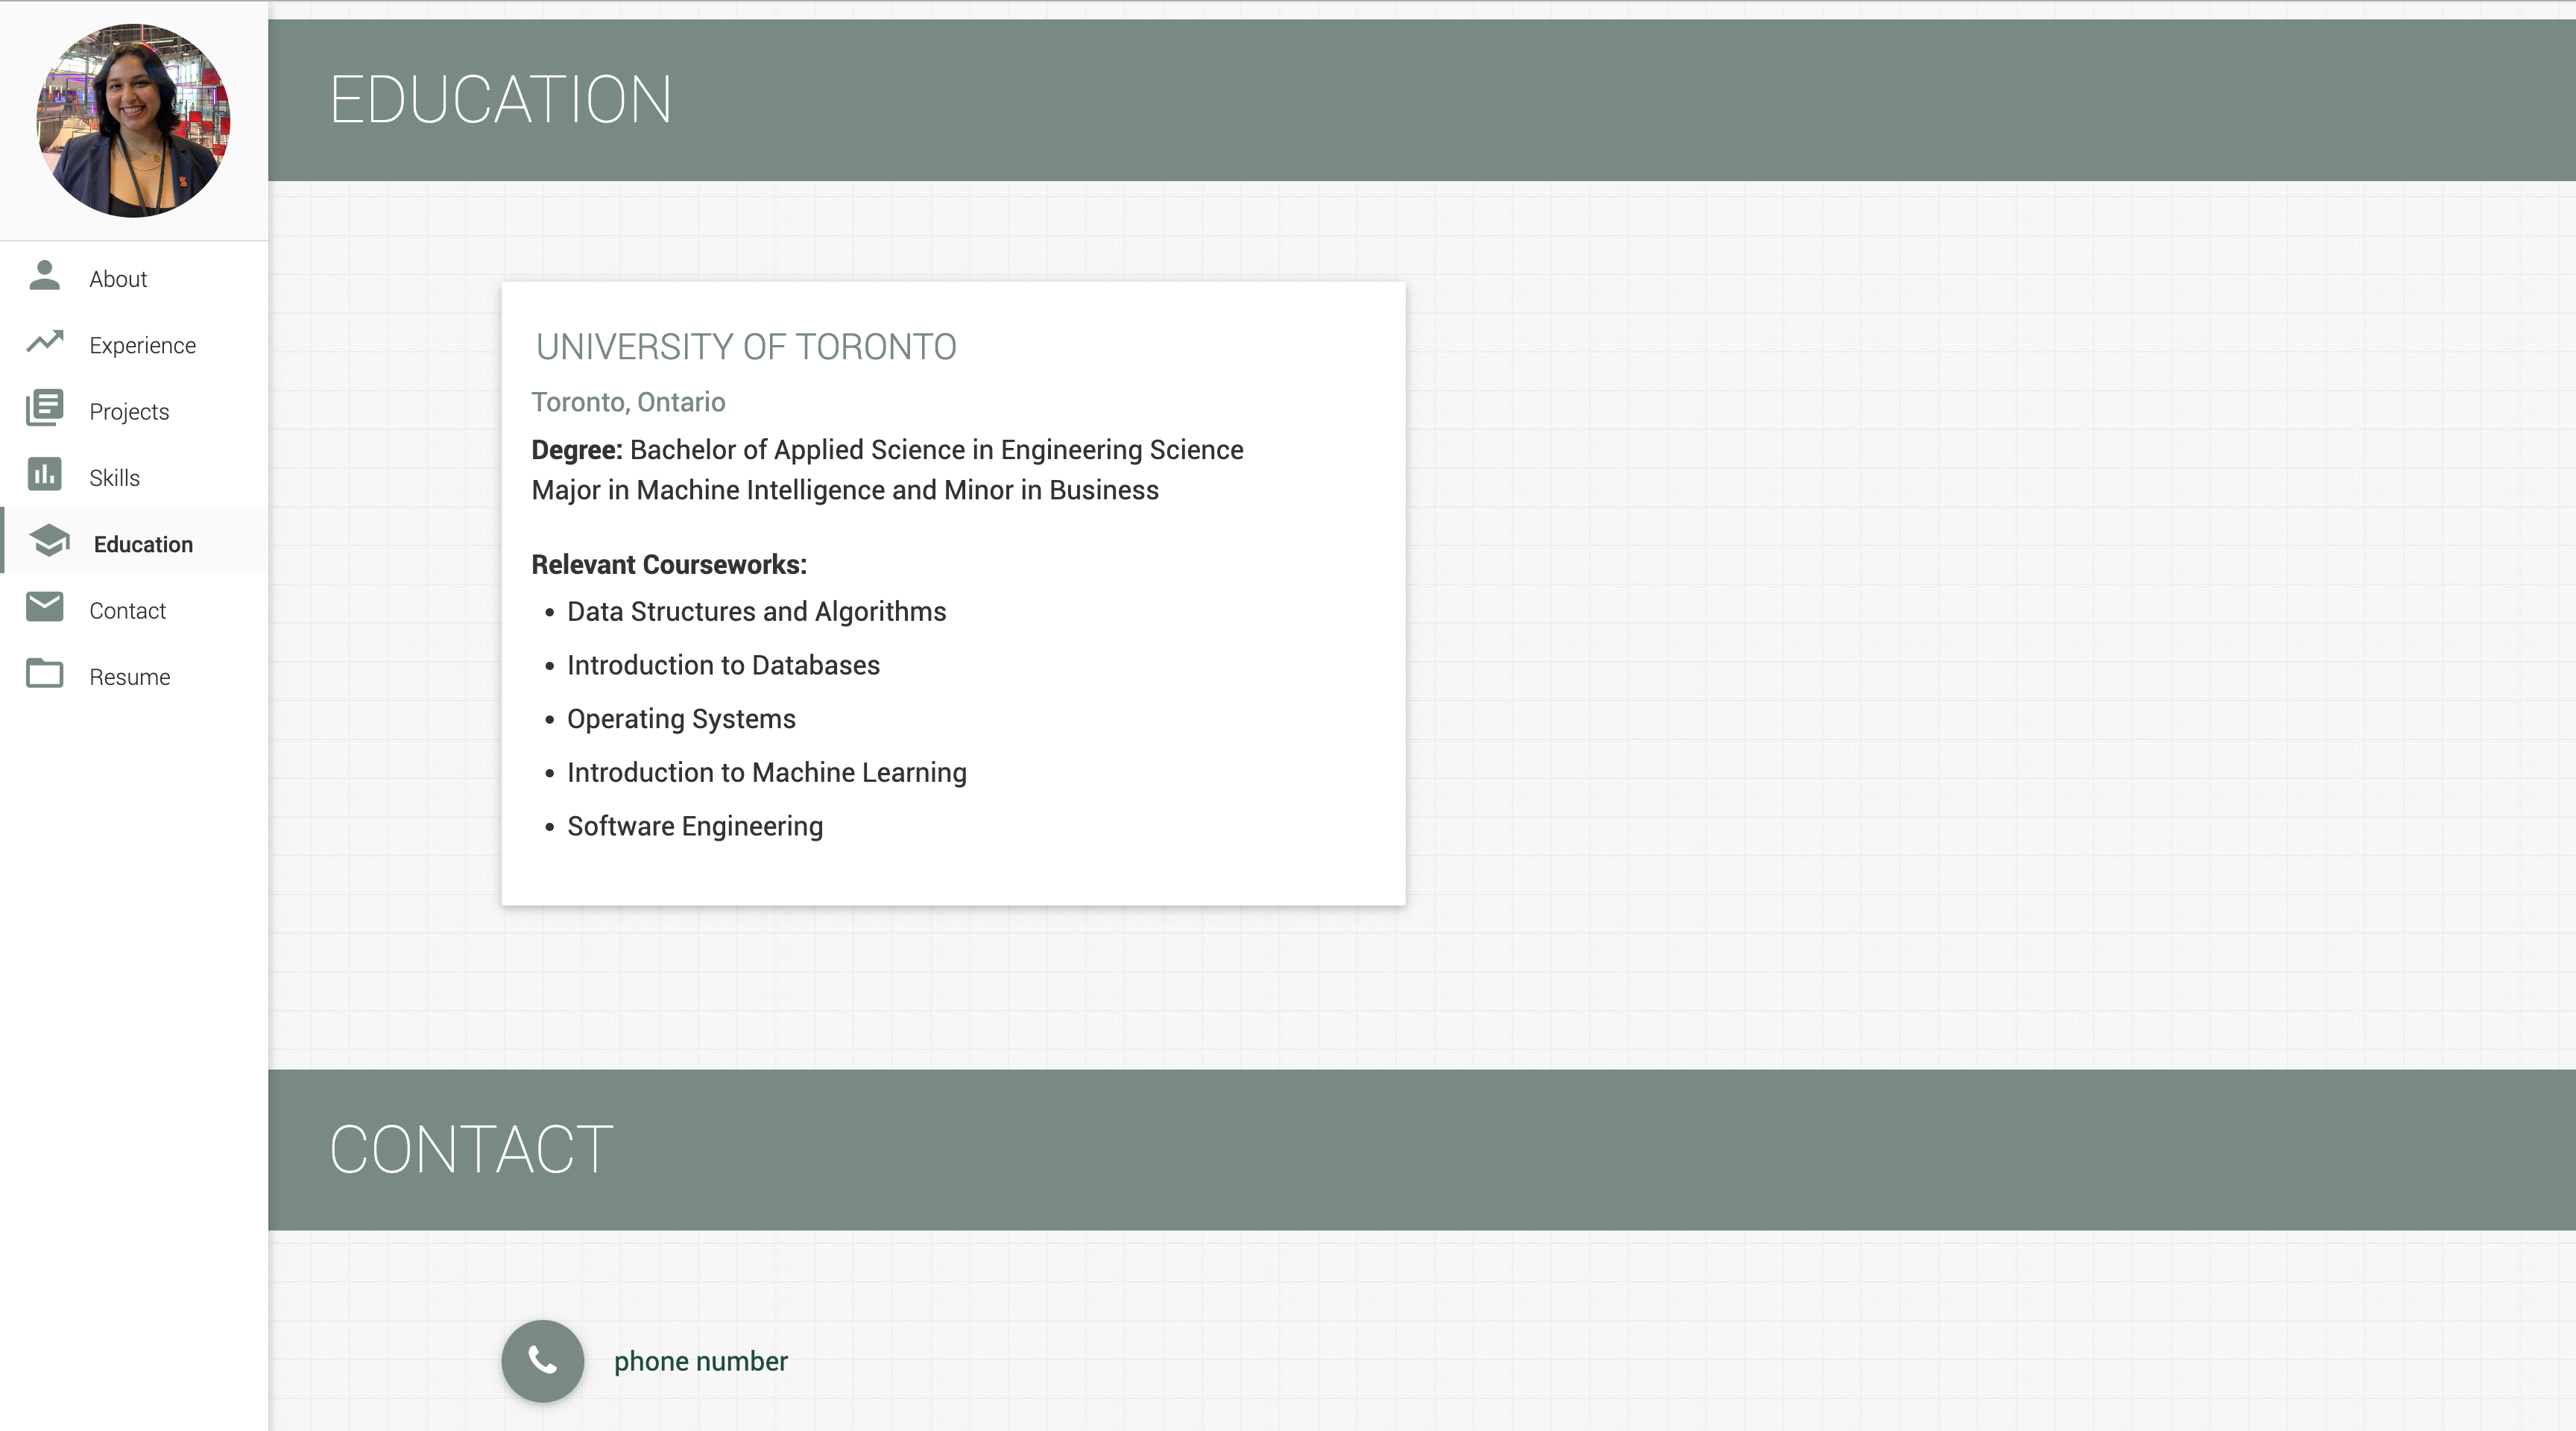 About
Experience
Projects
Skills
Education
Contact
Resume
EDUCATION
UNIVERSITY OF TORONTO
Toronto, Ontario
Degree: Bachelor of Applied Science in Engineering Science
Major in Machine Intelligence and Minor in Business
Relevant Courseworks:
• Data Structures and Algorithms
• Introduction to Databases
• Operating Systems
• Introduction to Machine Learning
• Software Engineering
CONTACT
phone number